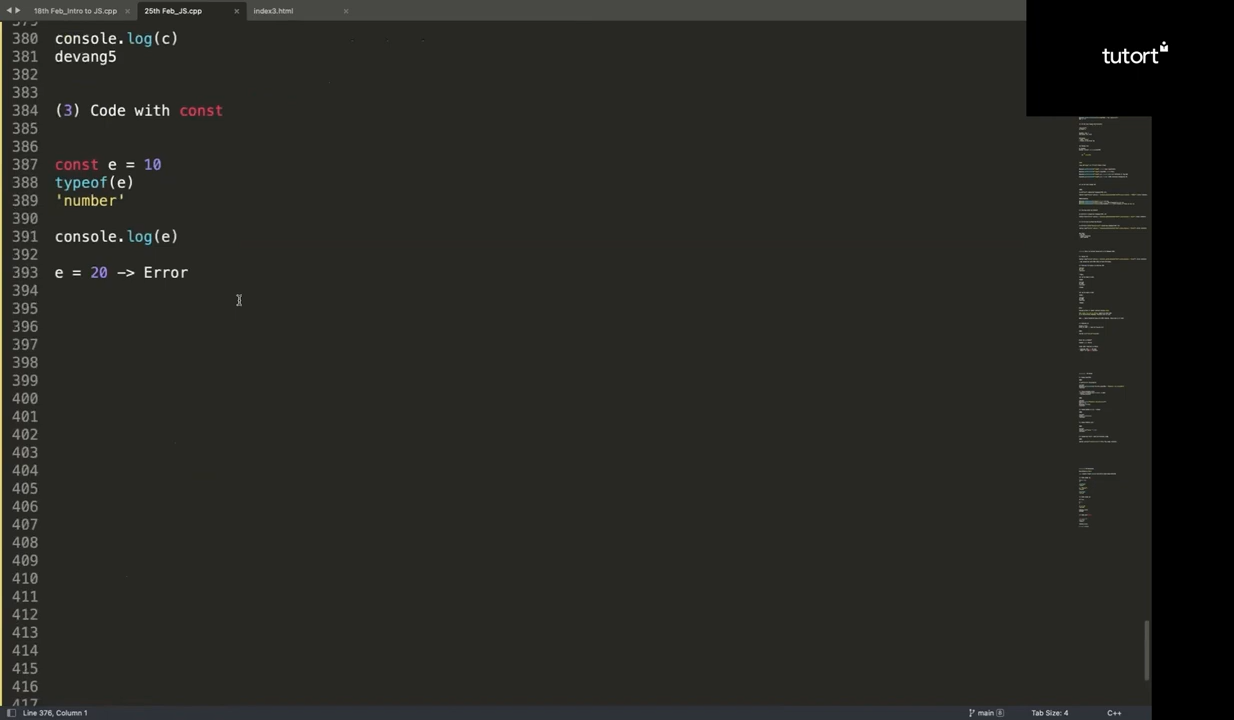 18th Feb_Intro to JS.cpp × 25th Feb_JS.cpp × index3.html ×
tutort
379
380 console.log(c)
381 devang5
382
383
384 (3) Code with const
385
386
387 const e = 10
388 typeof(e)
389 'number'
390
391 console.log(e)
392
393 e = 20 -> Error
394
395
396
397
398
399
400
401
402
403
404
405
406
407
408
409
410
411
412
413
414
415
416
417
Line 376, Column 1 main 6 Tab Size: 4 C++